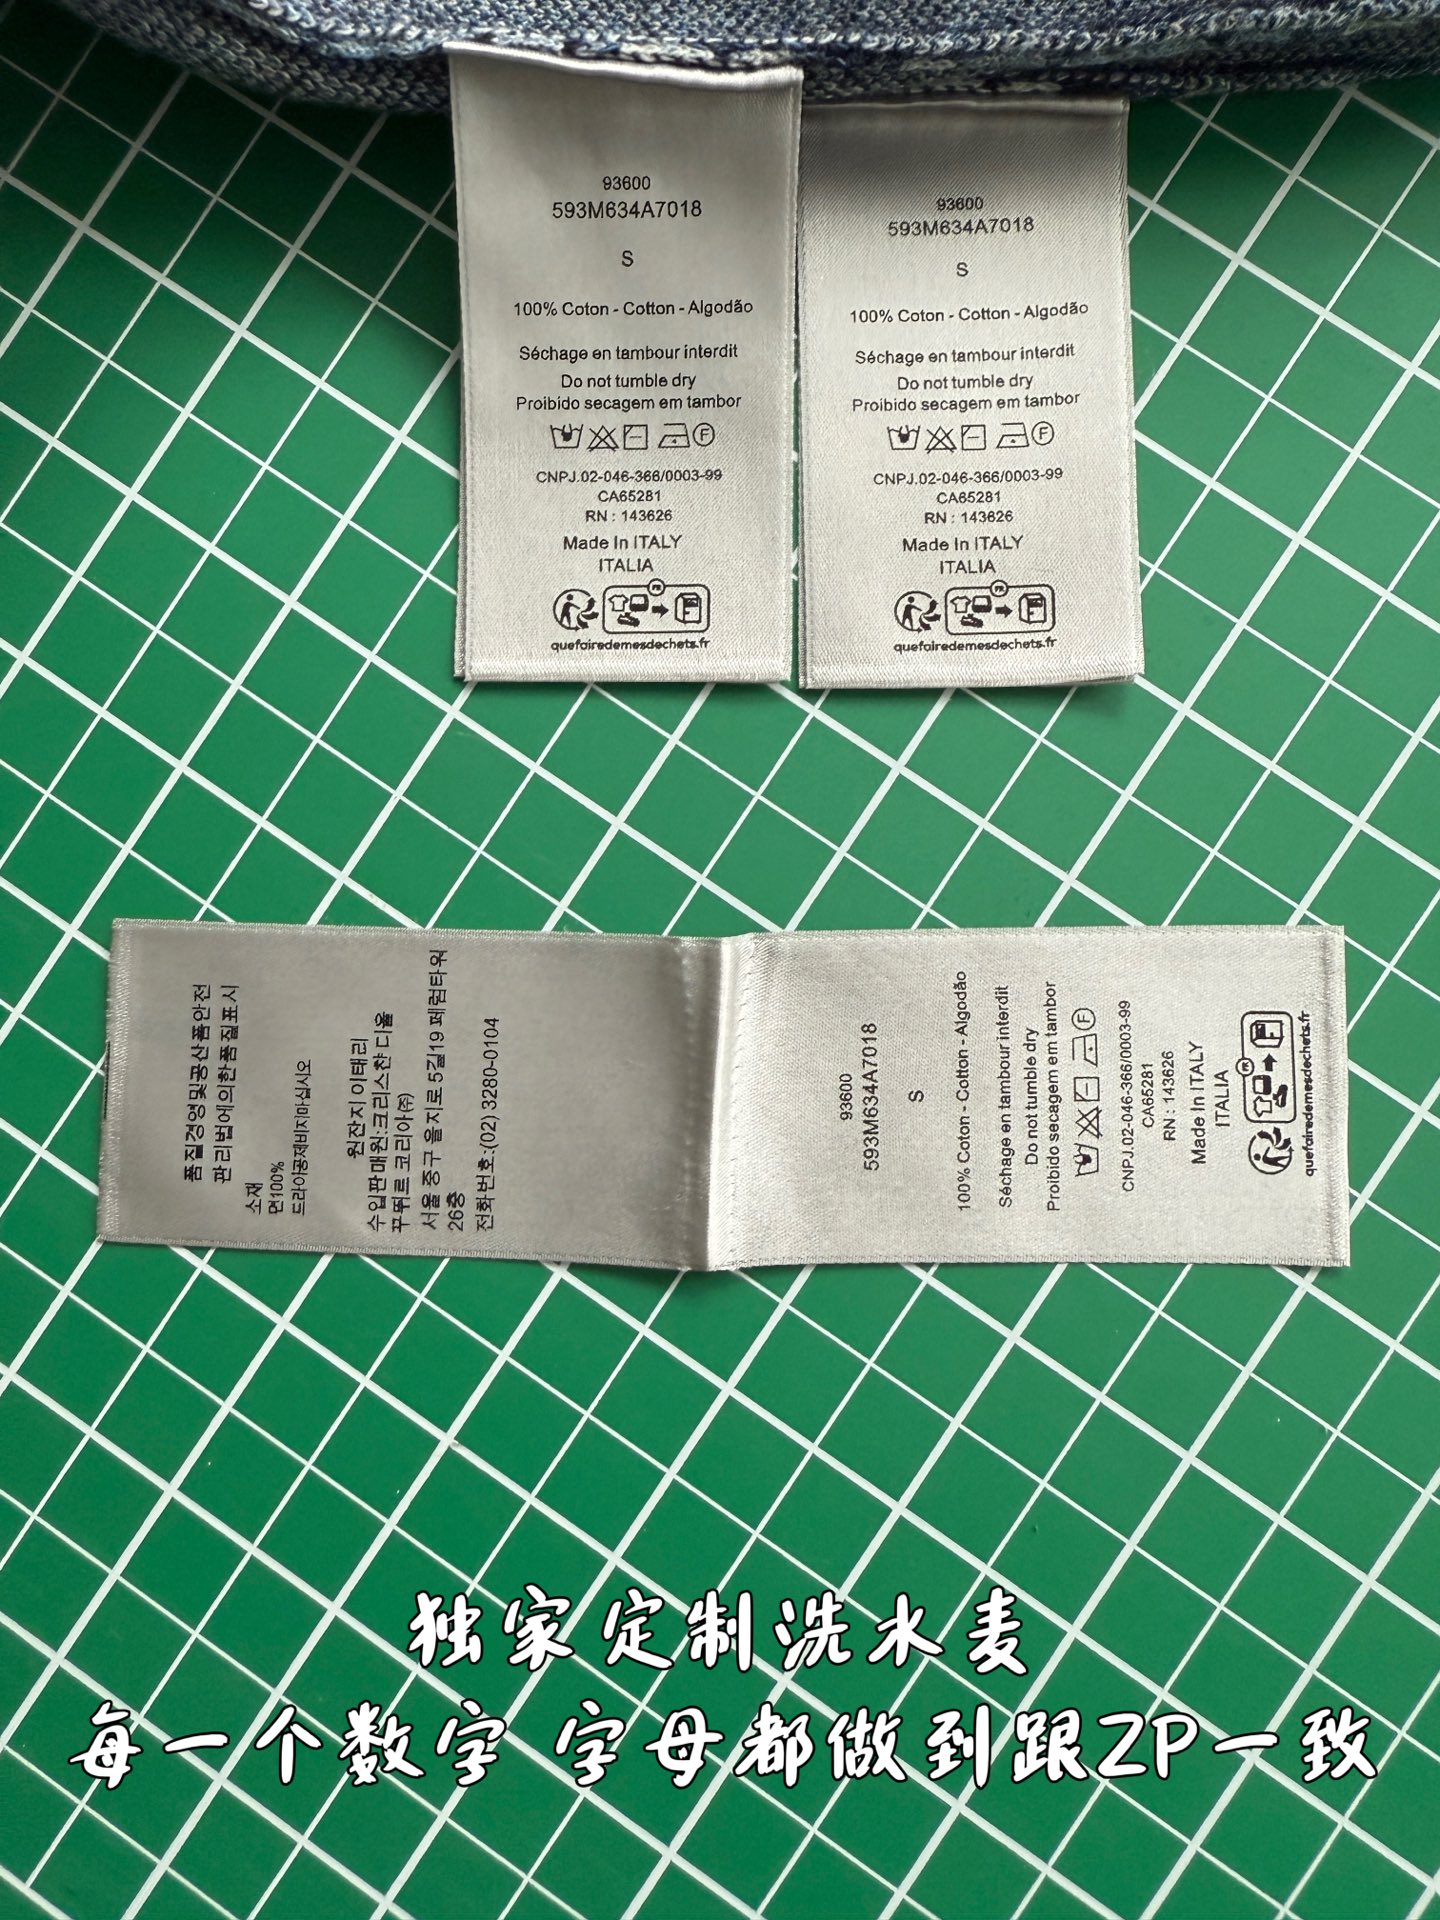 93600
593M634A7018
S
100% Coton - Cotton - Algodão
Séchage en tambour interdit
Do not tumble dry
Proibido secagem em tambor
F
CNPJ.02-046-366/0003-99
CA65281
RN : 143626
Made In ITALY
ITALIA
FR
quefairedemesdechets.fr
93600
593M634A7018
S
100% Coton - Cotton - Algodão
Séchage en tambour interdit
Do not tumble dry
Proibido secagem em tambor
F
CNPJ.02-046-366/0003-99
CA65281
RN : 143626
Made In ITALY
ITALIA
FR
quefairedemesdechets.fr
품질경영및공산품안전
판리법에의한품질표시
소재
면100%
드라이공제비지마십시오
원잔지 이태리
수입판매원:크리스챤 디올
꾸뛰르 코리아㈜
서울 중구 을지로 5길19 페럼타워
26층
전화번호:(02) 3280-0104
93600
593M634A7018
S
100% Coton - Cotton - Algodão
Séchage en tambour interdit
Do not tumble dry
Proibido secagem em tambor
F
CNPJ.02-046-366/0003-99
CA65281
RN : 143626
Made In ITALY
ITALIA
FR
quefairedemesdechets.fr
独家定制洗水麦
每一个数字 字母都做到跟ZP一致